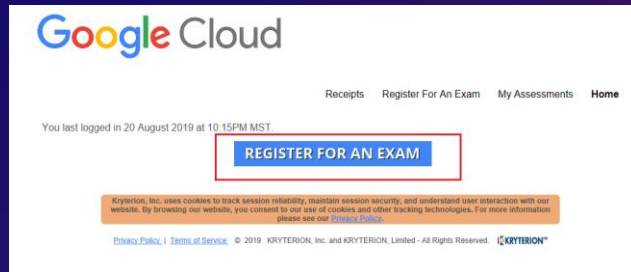 Google Cloud
Receipts Register For An Exam My Assessments Home
You last logged in 20 August 2019 at 10:15PM MST.
REGISTER FOR AN EXAM
Kryterion, Inc. uses cookies to track session reliability, maintain session security, and understand user interaction with our
website. By browsing our website, you consent to our use of cookies and other tracking technologies. For more information
please see our Privacy Policy.
Privacy Policy | Terms of Service © 2019 KRYTERION, Inc. and KRYTERION, Limited - All Rights Reserved. KRYTERION™